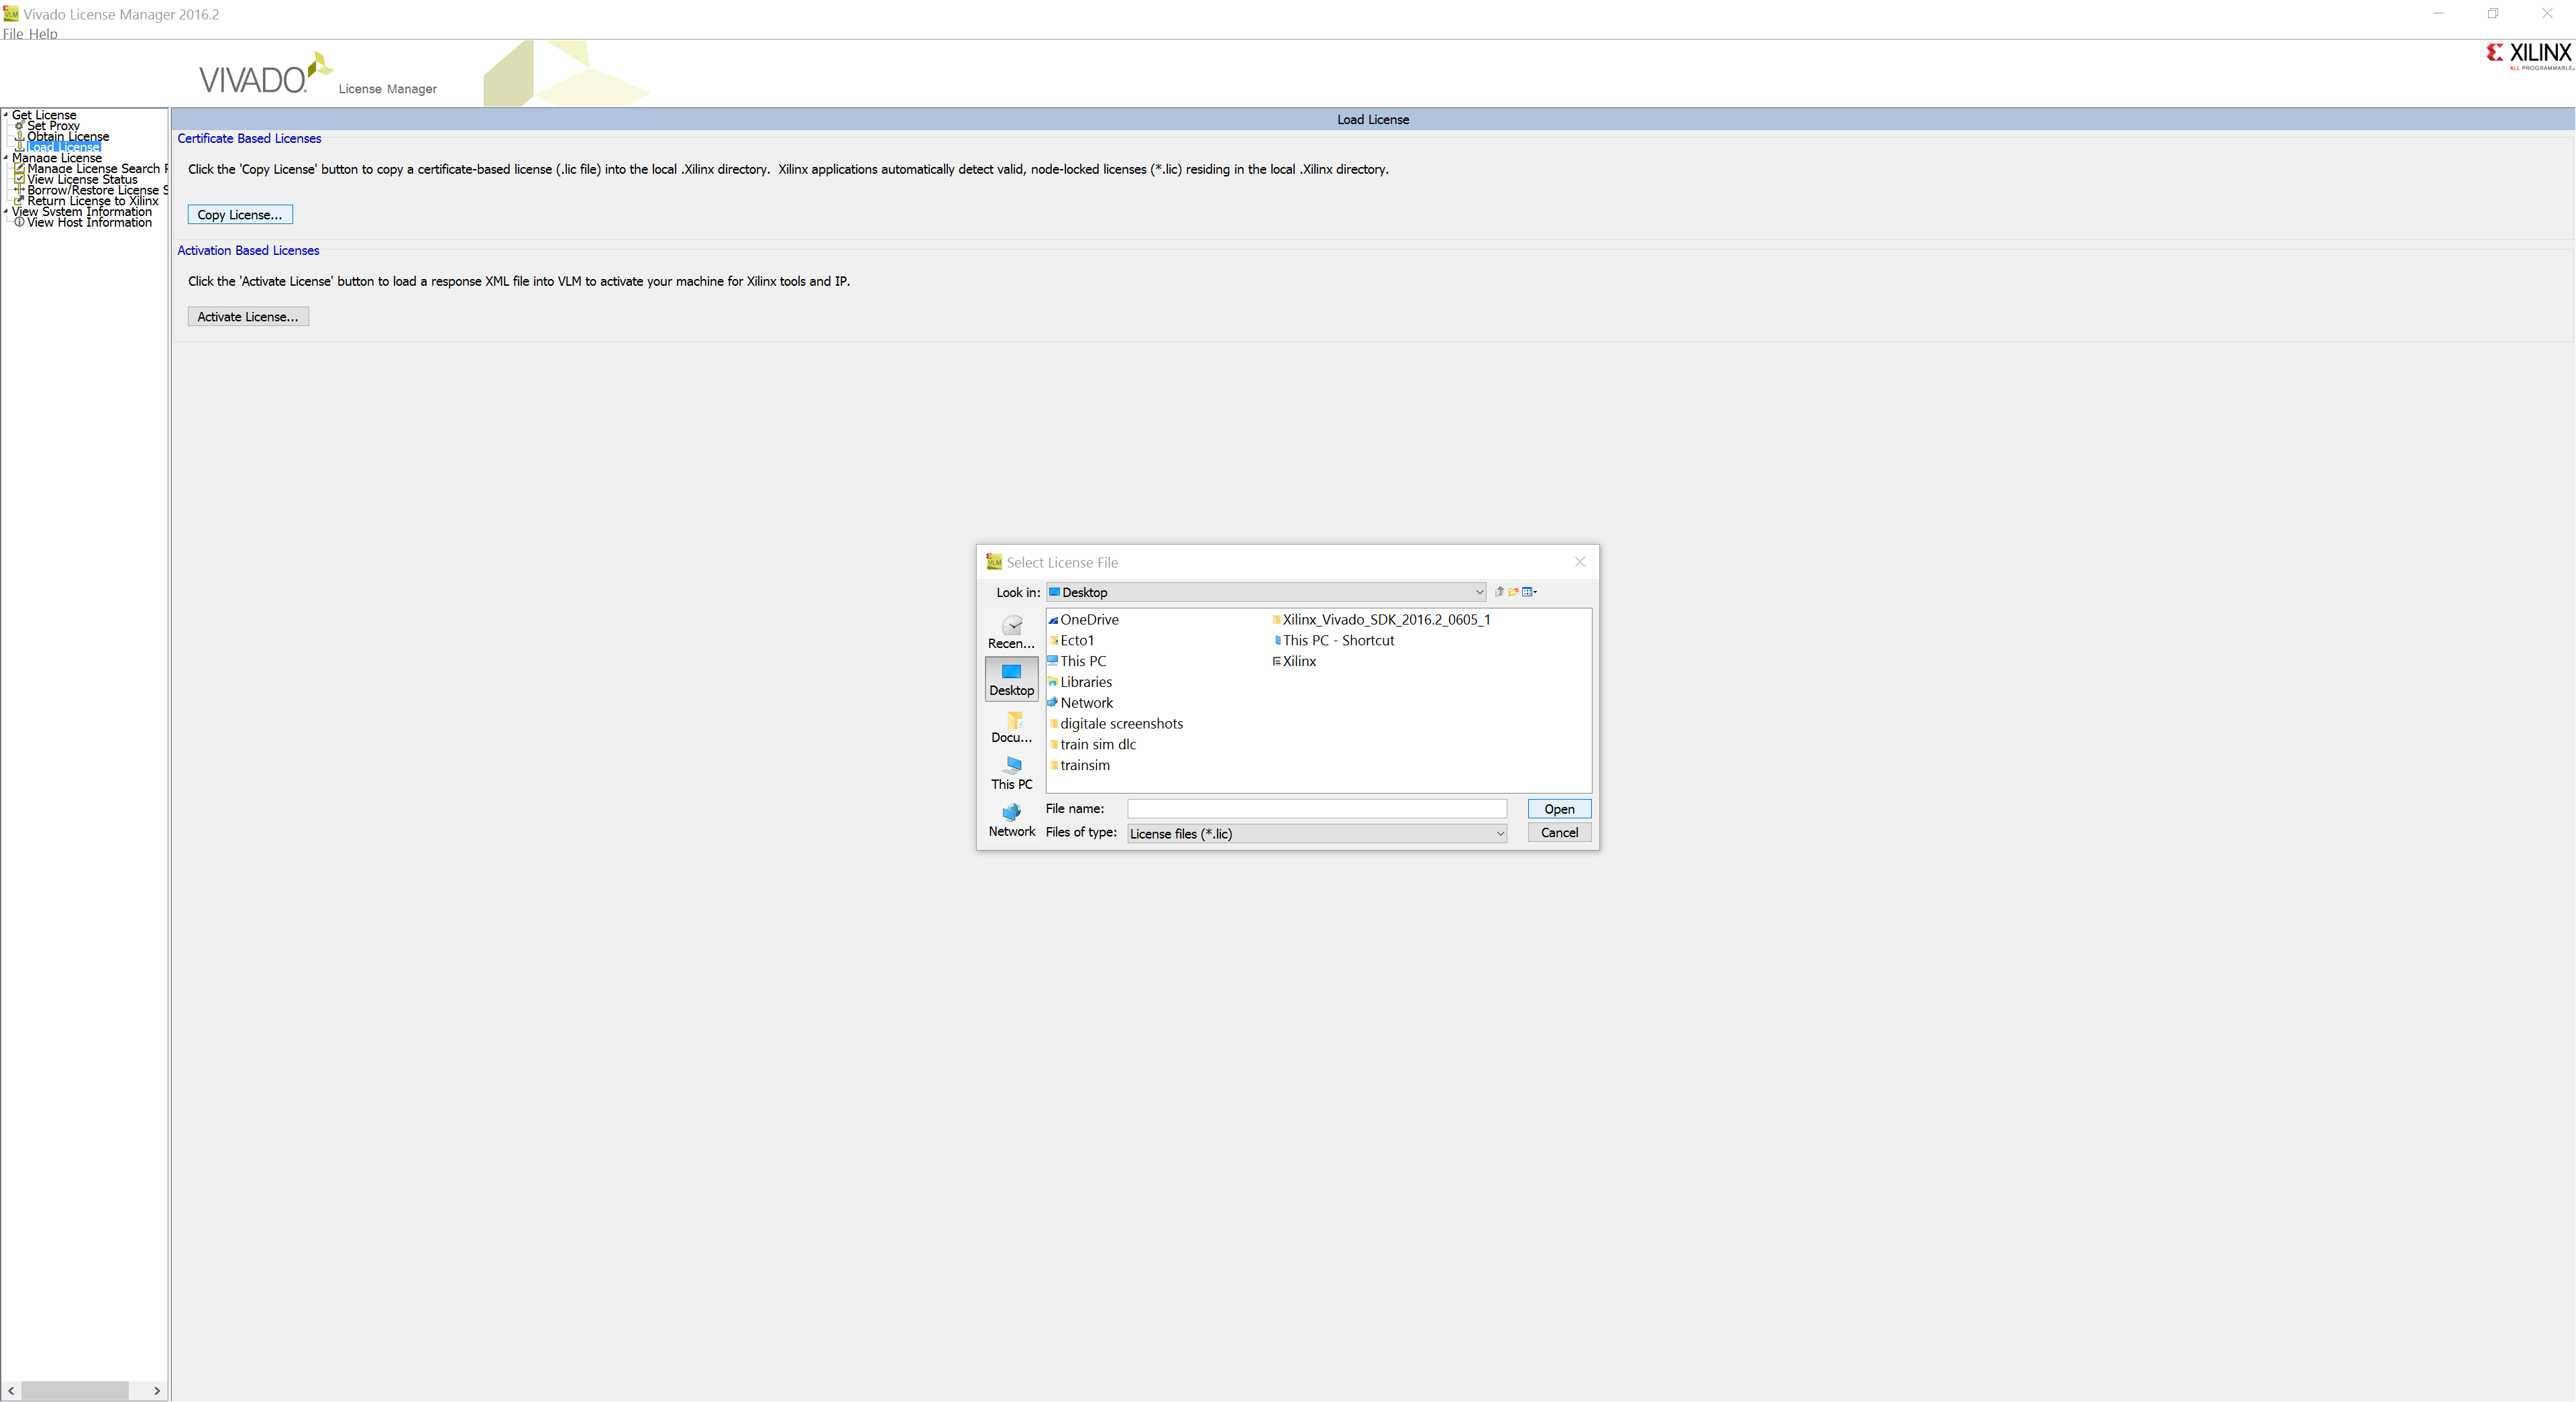 Vivado License Manager 2016.2
File Help
VIVADO. License Manager
XILINX
ALL PROGRAMMABLE.
Get License
Set Proxy
Obtain License
Load License
Manage License
Manage License Search
View License Status
Borrow/Restore License S
Return License to Xilinx
View System Information
View Host Information
Load License
Certificate Based Licenses
Click the 'Copy License' button to copy a certificate-based license (.lic file) into the local .Xilinx directory. Xilinx applications automatically detect valid, node-locked licenses (*.lic) residing in the local .Xilinx directory.
Copy License...
Activation Based Licenses
Click the 'Activate License' button to load a response XML file into VLM to activate your machine for Xilinx tools and IP.
Activate License...
Select License File
Look in: Desktop
Recen...
Desktop
Docu...
This PC
Network
OneDrive
Ecto1
This PC
Libraries
Network
digitale screenshots
train sim dlc
trainsim
Xilinx_Vivado_SDK_2016.2_0605_1
This PC - Shortcut
Xilinx
File name:
Open
Files of type: License files (*.lic)
Cancel